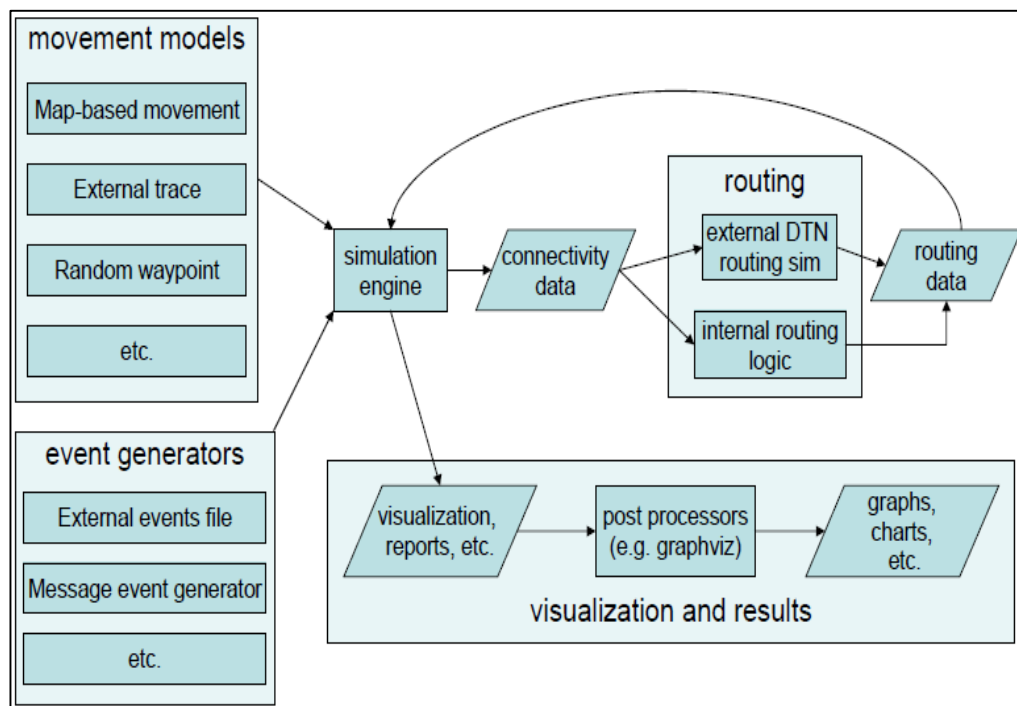 movement models
Map-based movement
External trace
Random waypoint
etc.
event generators
External events file
Message event generator
etc.
simulation
engine
connectivity
data
routing
external DTN
routing sim
internal routing
logic
routing
data
visualization,
reports, etc.
post processors
(e.g. graphviz)
graphs,
charts,
etc.
visualization and results